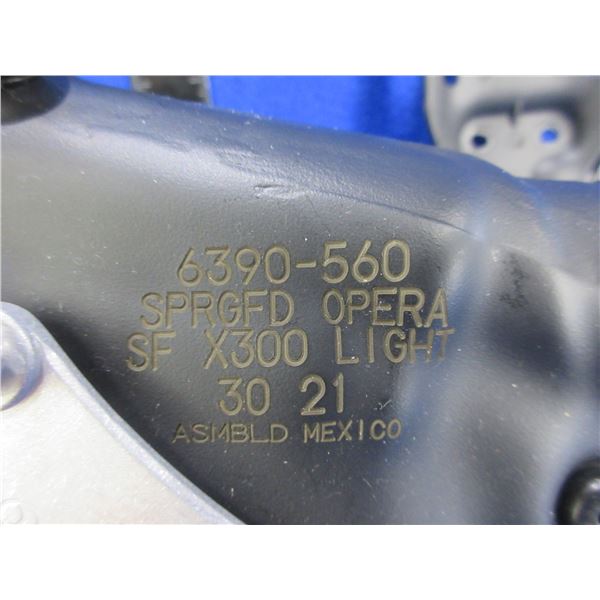 6390-560
SPRGFD OPERA
SF X300 LIGHT
30 21
ASMBLD MEXICO